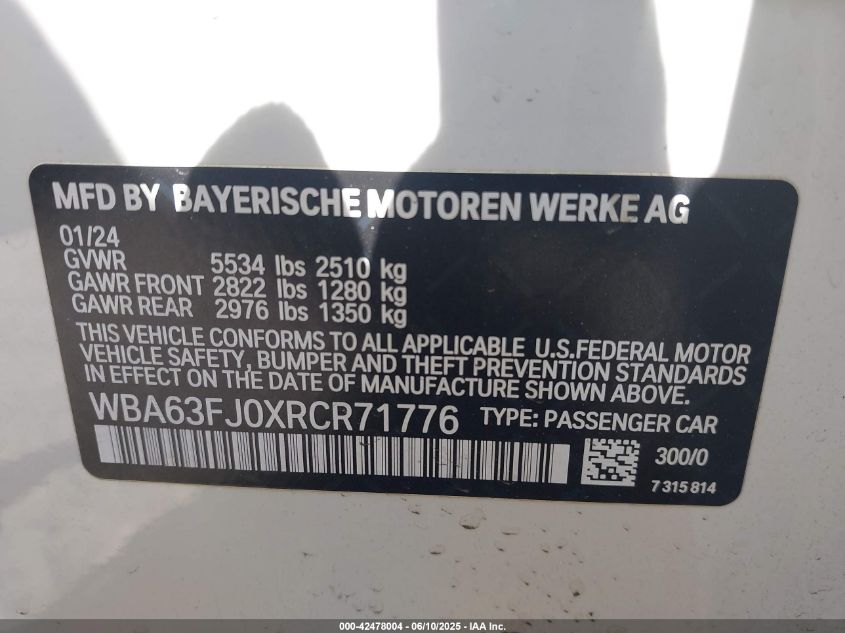 MFD BY BAYERISCHE MOTOREN WERKE AG
01/24
GVWR 5534 lbs 2510 kg
GAWR FRONT 2822 lbs 1280 kg
GAWR REAR 2976 lbs 1350 kg
THIS VEHICLE CONFORMS TO ALL APPLICABLE U.S.FEDERAL MOTOR
VEHICLE SAFETY, BUMPER AND THEFT PREVENTION STANDARDS
IN EFFECT ON THE DATE OF MANUFACTURE SHOWN ABOVE.
WBA63FJ0XRCR71776 TYPE: PASSENGER CAR
300/0
7315814
000-42478004 - 06/10/2025 - IAA Inc.